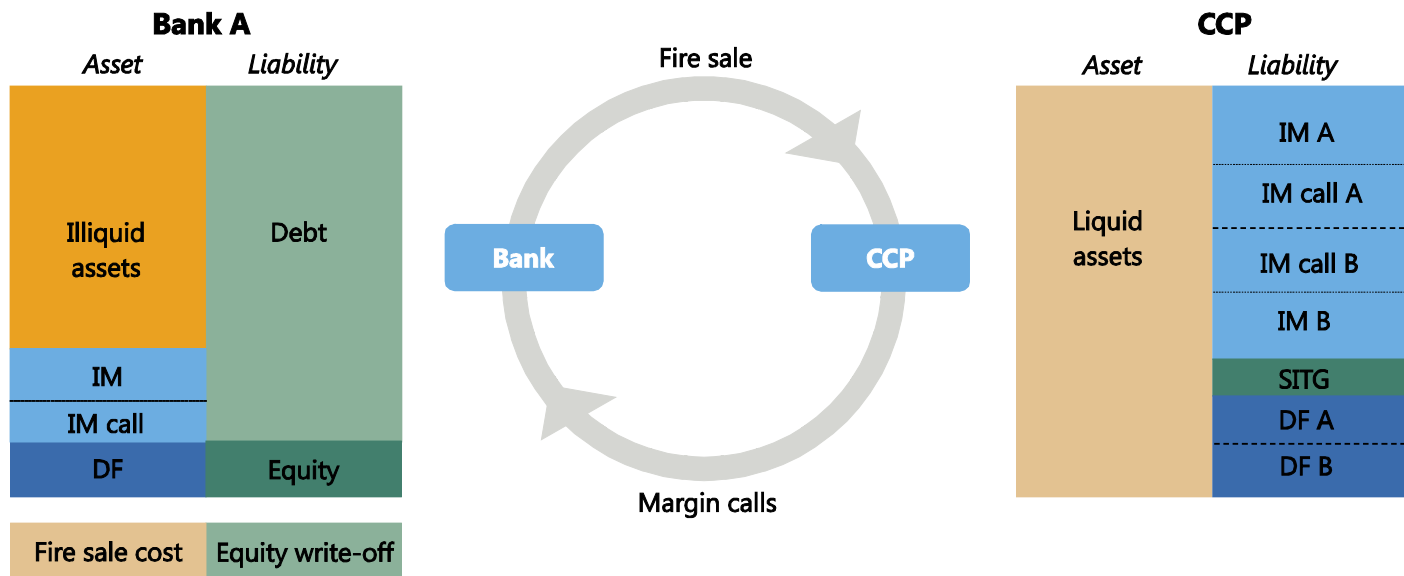 Bank A
Asset
Liability
Illiquid
assets
Debt
IM
IM call
DF
Equity
Fire sale cost
Equity write-off
Fire sale
Bank
CCP
Margin calls
CCP
Asset
Liability
Liquid
assets
IM A
IM call A
IM call B
IM B
SITG
DF A
DF B